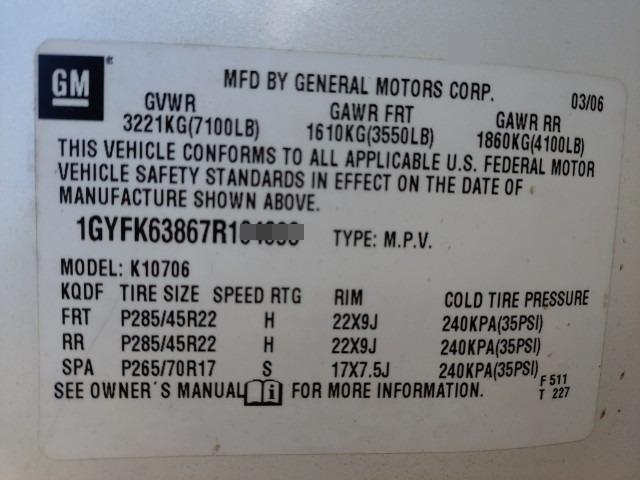 GM
MFD BY GENERAL MOTORS CORP. 03/06
GVWR GAWR FRT GAWR RR
3221KG(7100LB) 1610KG(3550LB) 1860KG(4100LB)
THIS VEHICLE CONFORMS TO ALL APPLICABLE U.S. FEDERAL MOTOR
VEHICLE SAFETY STANDARDS IN EFFECT ON THE DATE OF
MANUFACTURE SHOWN ABOVE.
1GYFK63867R1 TYPE: M.P.V.
MODEL: K10706
KQDF TIRE SIZE SPEED RTG RIM COLD TIRE PRESSURE
FRT P285/45R22 H 22X9J 240KPA(35PSI)
RR P285/45R22 H 22X9J 240KPA(35PSI)
SPA P265/70R17 S 17X7.5J 240KPA(35PSI)
SEE OWNER'S MANUAL FOR MORE INFORMATION.
F 511
T 227